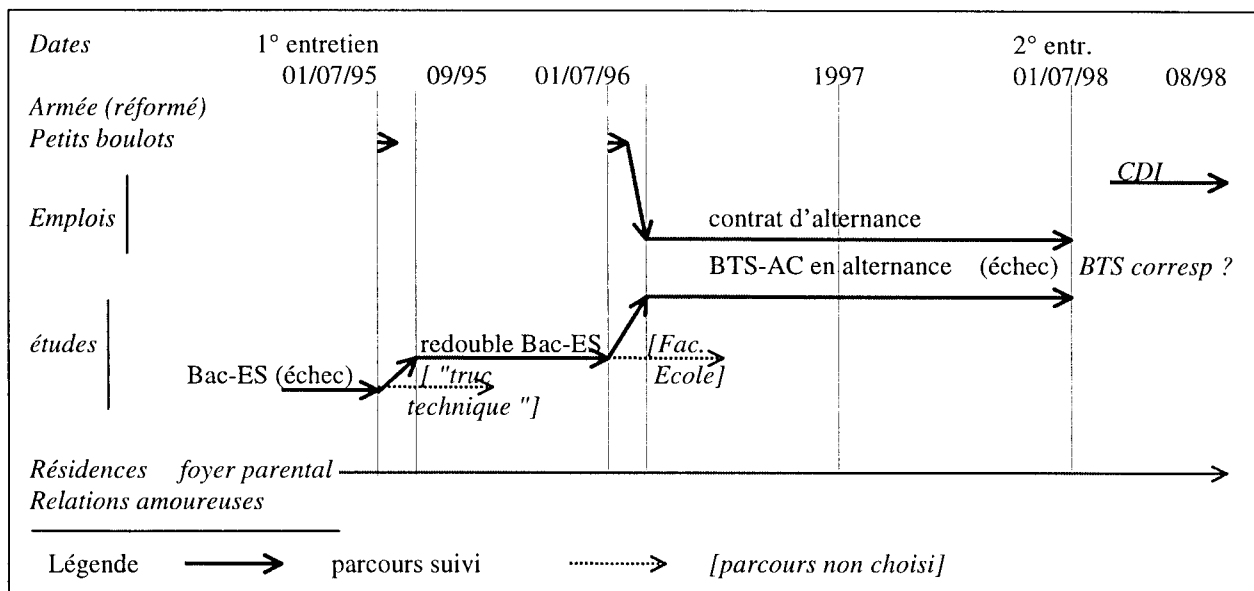 Dates 1° entretien 2° entr.
01/07/95 09/95 01/07/96 1997 01/07/98 08/98
Armée (réformé)
Petits boulots
CDI
Emplois contrat d'alternance
BTS-AC en alternance (échec) BTS corresp ?
études redouble Bac-ES [Fac.
Bac-ES (échec) [ "truc Ecole]
technique "]
Résidences foyer parental
Relations amoureuses
Légende parcours suivi [parcours non choisi]